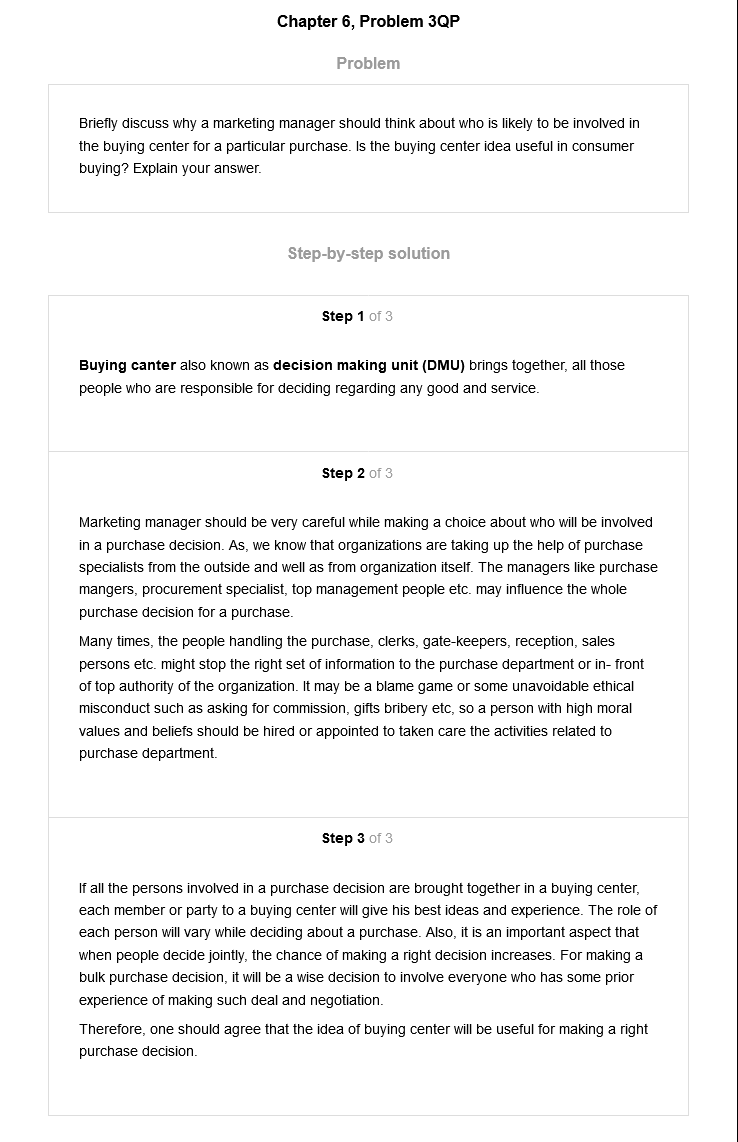 Chapter 6, Problem 3QP
Problem
Briefly discuss why a marketing manager should think about who is likely to be involved in
the buying center for a particular purchase. Is the buying center idea useful in consumer
buying? Explain your answer.
Step-by-step solution
Step 1 of 3
Buying canter also known as decision making unit (DMU) brings together, all those
people who are responsible for deciding regarding any good and service.
Step 2 of 3
Marketing manager should be very careful while making a choice about who will be involved
in a purchase decision. As, we know that organizations are taking up the help of purchase
specialists from the outside and well as from organization itself. The managers like purchase
mangers, procurement specialist, top management people etc. may influence the whole
purchase decision for a purchase.
Many times, the people handling the purchase, clerks, gate-keepers, reception, sales
persons etc. might stop the right set of information to the purchase department or in- front
of top authority of the organization. It may be a blame game or some unavoidable ethical
misconduct such as asking for commission, gifts bribery etc, so a person with high moral
values and beliefs should be hired or appointed to taken care the activities related to
purchase department.
Step 3 of 3
If all the persons involved in a purchase decision are brought together in a buying center,
each member or party to a buying center will give his best ideas and experience. The role of
each person will vary while deciding about a purchase. Also, it is an important aspect that
when people decide jointly, the chance of making a right decision increases. For making a
bulk purchase decision, it will be a wise decision to involve everyone who has some prior
experience of making such deal and negotiation.
Therefore, one should agree that the idea of buying center will be useful for making a right
purchase decision.